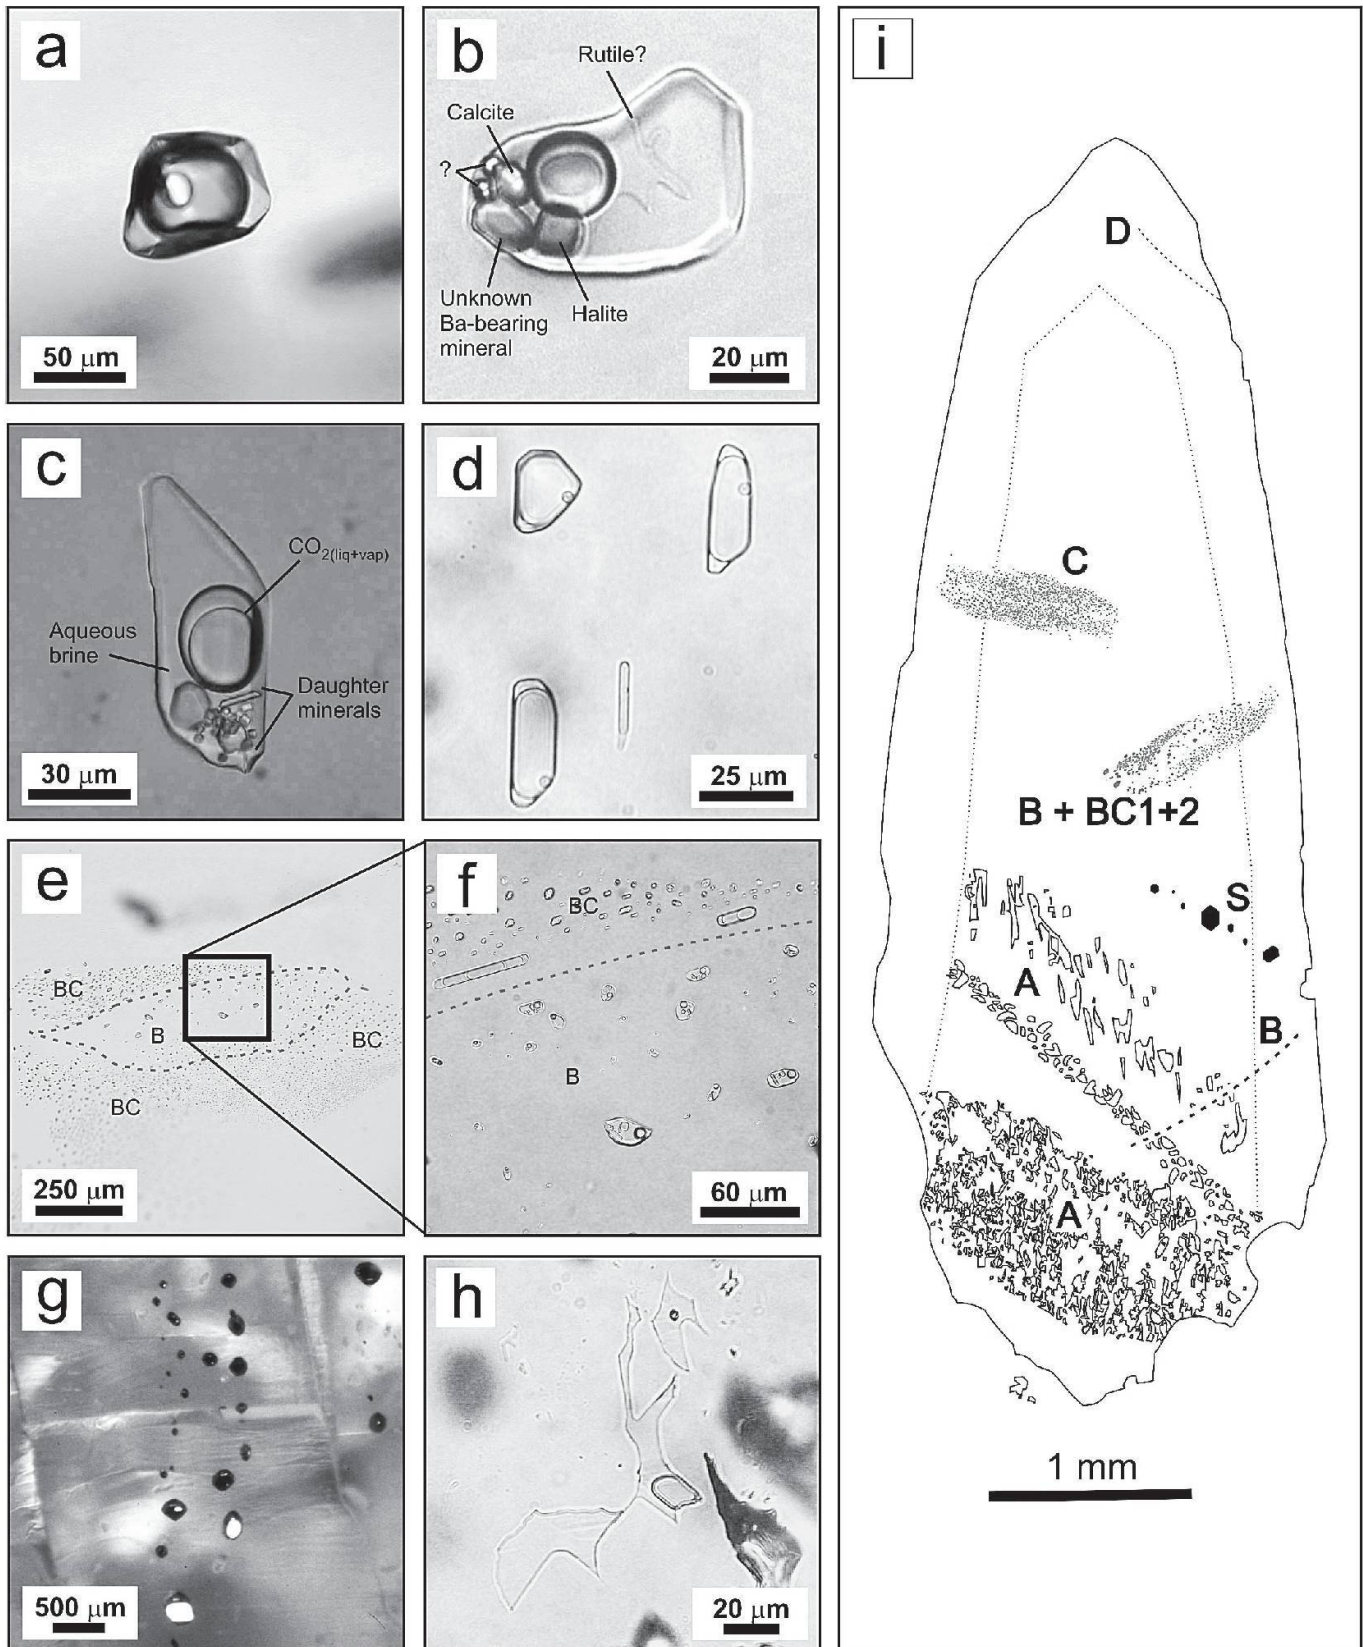 a
50 μm
b
Rutile?
Calcite
?
Unknown
Ba-bearing
mineral
Halite
20 μm
c
CO2(liq+vap)
Aqueous
brine
Daughter
minerals
30 μm
d
25 μm
e
BC
B
BC
BC
250 μm
f
BC
B
60 μm
g
500 μm
h
20 μm
i
D
C
B + BC1+2
S
A
B
A
1 mm